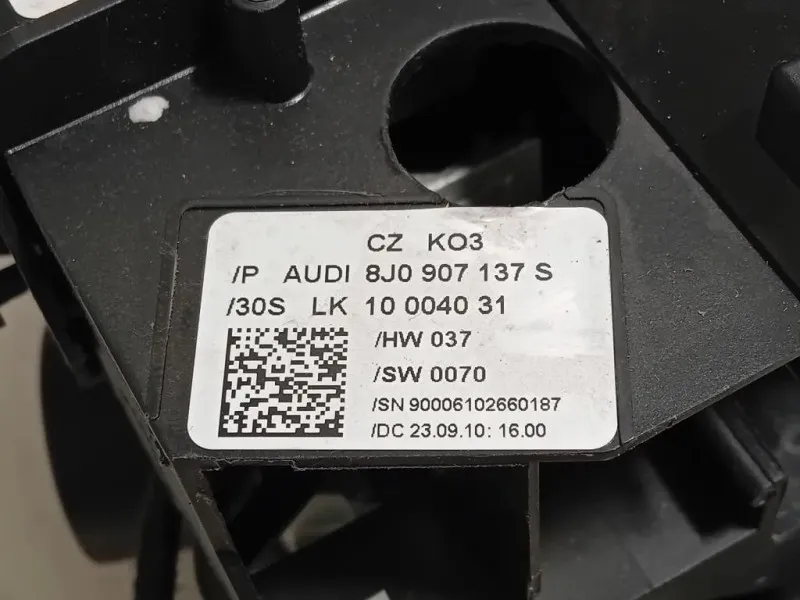 CZ KO3
/P AUDI 8J0 907 137 S
/30S LK 10 0040 31
/HW 037
/SW 0070
/SN 90006102660187
/DC 23.09.10: 16.00